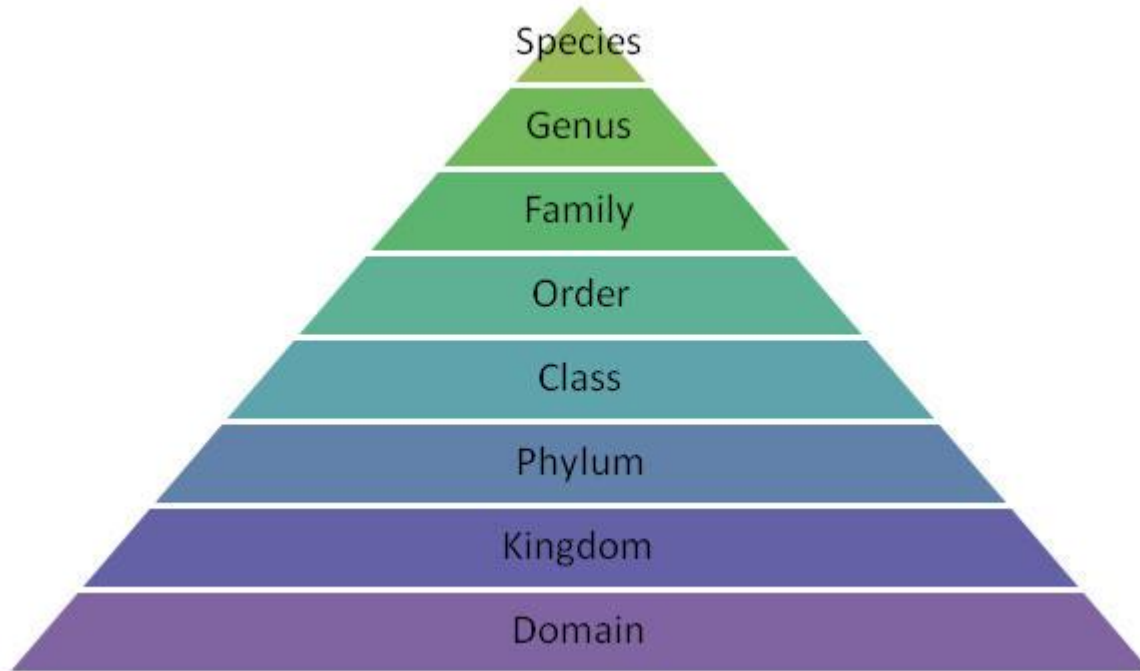 Species
Genus
Family
Order
Class
Phylum
Kingdom
Domain